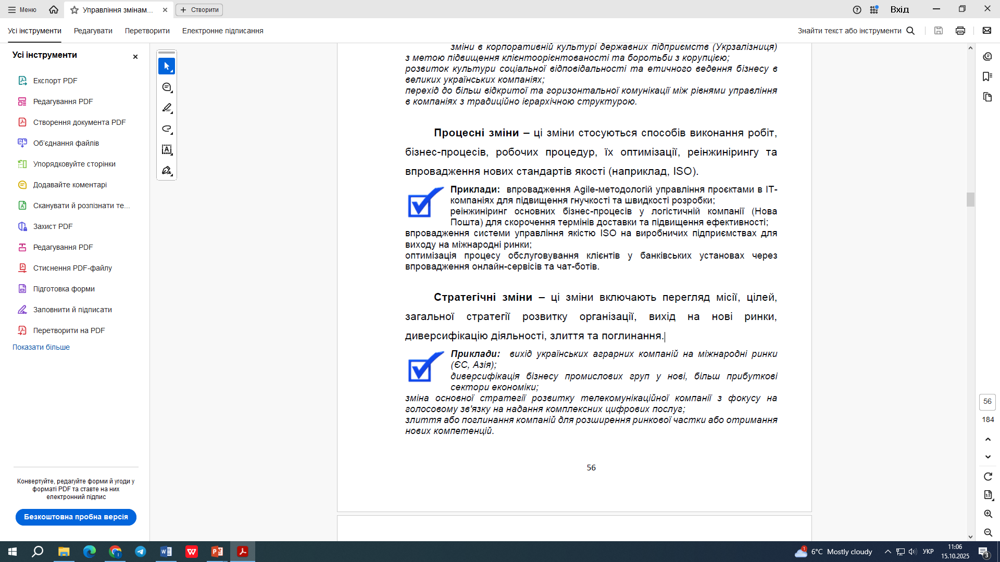 Меню
Управління змінам...
Створити
Вхід
Усі інструменти
Редагувати
Перетворити
Електронне підписання
Знайти текст або інструменти
Усі інструменти
Експорт PDF
Редагування PDF
Створення документа PDF
Об'єднання файлів
Упорядковуйте сторінки
Додавайте коментарі
Сканувати й розпізнати те...
Захист PDF
Редагування PDF
Стиснення PDF-файлу
Підготовка форми
Заповнити й підписати
Перетворити на PDF
Показати більше
Конвертуйте, редагуйте форми й угоди у
форматі PDF та ставте на них
електронний підпис
Безкоштовна пробна версія
зміни в корпоративній культурі державних підприємств (Укрзалізниця)
з метою підвищення клієнтоорієнтованості та боротьби з корупцією;
розвиток культури соціальної відповідальності та етичного ведення бізнесу в
великих українських компаніях;
перехід до більш відкритої та горизонтальної комунікації між рівнями управління
в компаніях з традиційно ієрархічною структурою.
Процесні зміни – ці зміни стосуються способів виконання робіт,
бізнес-процесів, робочих процедур, їх оптимізації, реінжинірингу та
впровадження нових стандартів якості (наприклад, ISO).
Приклади: впровадження Agile-методологій управління проєктами в ІТ-
компаніях для підвищення гнучкості та швидкості розробки;
реінжиніринг основних бізнес-процесів у логістичній компанії (Нова
Пошта) для скорочення термінів доставки та підвищення ефективності;
впровадження системи управління якістю ISO на виробничих підприємствах для
виходу на міжнародні ринки;
оптимізація процесу обслуговування клієнтів у банківських установах через
впровадження онлайн-сервісів та чат-ботів.
Стратегічні зміни – ці зміни включають перегляд місії, цілей,
загальної стратегії розвитку організації, вихід на нові ринки,
диверсифікацію діяльності, злиття та поглинання.
Приклади: вихід українських аграрних компаній на міжнародні ринки
(ЄС, Азія);
диверсифікація бізнесу промислових груп у нові, більш прибуткові
сектори економіки;
зміна основної стратегії розвитку телекомунікаційної компанії з фокусу на
голосовому зв'язку на надання комплексних цифрових послуг;
злиття або поглинання компаній для розширення ринкової частки або отримання
нових компетенцій.
56
56
184
1
6°C Mostly cloudy
УКР
11:06
15.10.2025
3